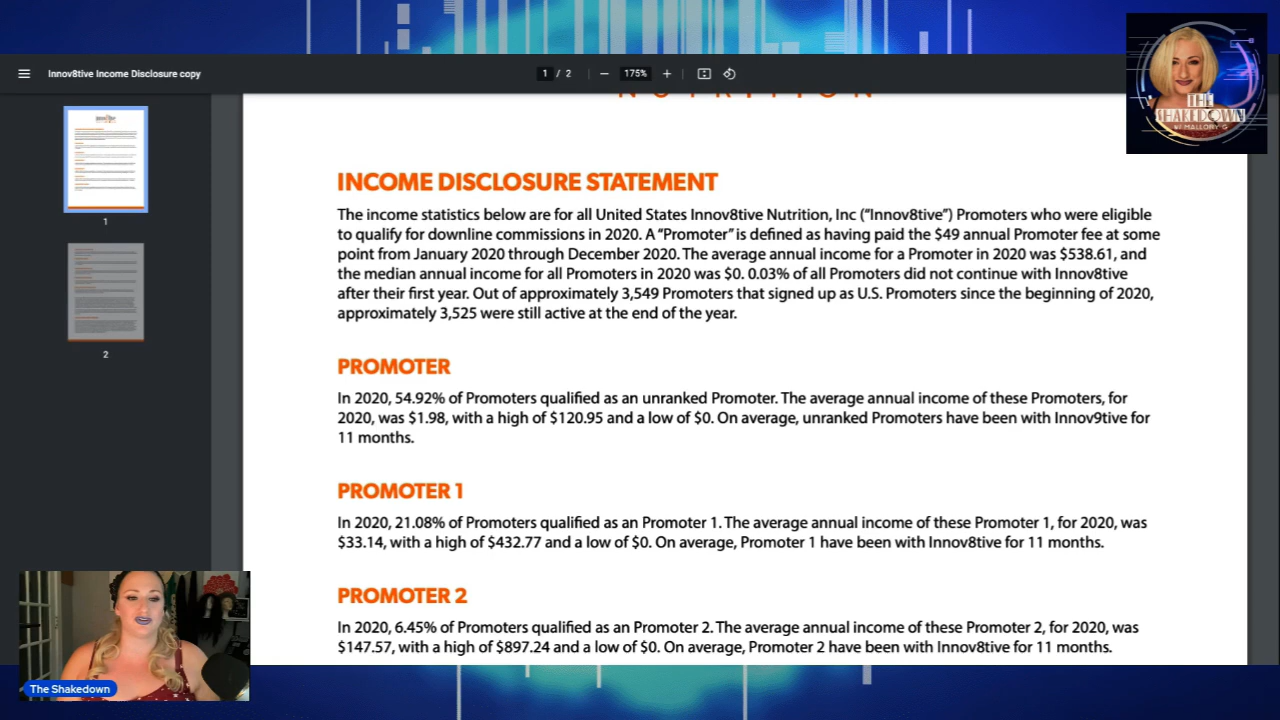 Innov8tive Income Disclosure copy
1 / 2
175%
THE
SHAKEDOWN
W/ MALLORY G
1
2
NUTRITION
INCOME DISCLOSURE STATEMENT
The income statistics below are for all United States Innov8tive Nutrition, Inc (“Innov8tive”) Promoters who were eligible
to qualify for downline commissions in 2020. A “Promoter” is defined as having paid the $49 annual Promoter fee at some
point from January 2020 through December 2020. The average annual income for a Promoter in 2020 was $538.61, and
the median annual income for all Promoters in 2020 was $0. 0.03% of all Promoters did not continue with Innov8tive
after their first year. Out of approximately 3,549 Promoters that signed up as U.S. Promoters since the beginning of 2020,
approximately 3,525 were still active at the end of the year.
PROMOTER
In 2020, 54.92% of Promoters qualified as an unranked Promoter. The average annual income of these Promoters, for
2020, was $1.98, with a high of $120.95 and a low of $0. On average, unranked Promoters have been with Innov9tive for
11 months.
PROMOTER 1
In 2020, 21.08% of Promoters qualified as an Promoter 1. The average annual income of these Promoter 1, for 2020, was
$33.14, with a high of $432.77 and a low of $0. On average, Promoter 1 have been with Innov8tive for 11 months.
PROMOTER 2
In 2020, 6.45% of Promoters qualified as an Promoter 2. The average annual income of these Promoter 2, for 2020, was
$147.57, with a high of $897.24 and a low of $0. On average, Promoter 2 have been with Innov8tive for 11 months.
The Shakedown